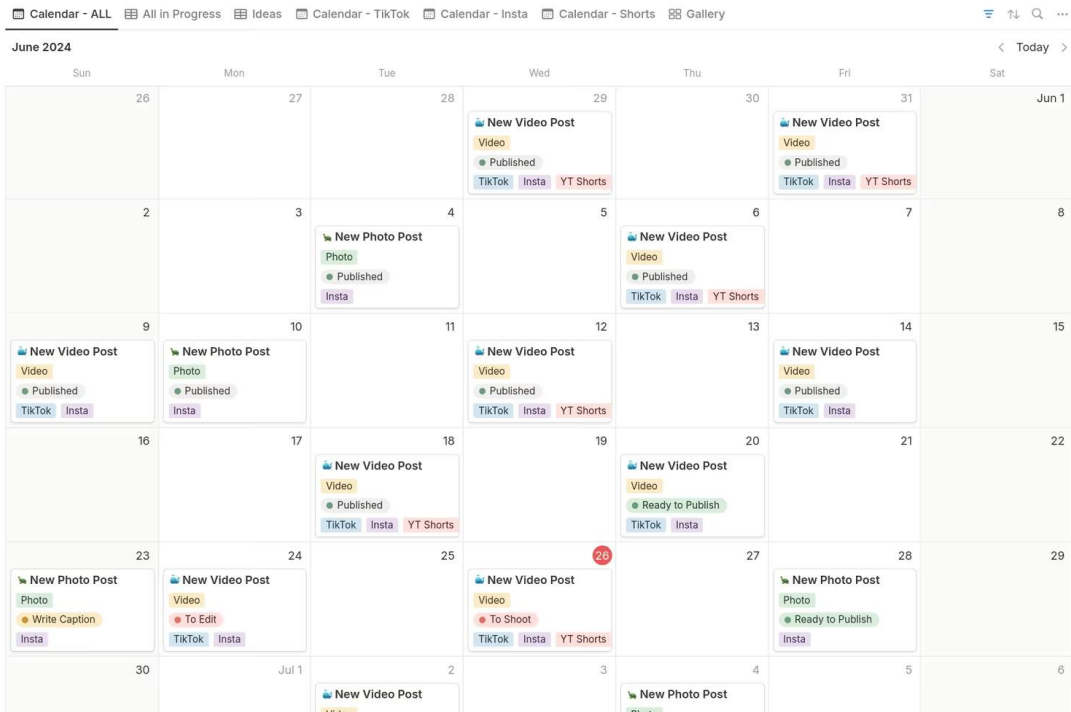 Calendar - ALL All in Progress Ideas Calendar - TikTok Calendar - Insta Calendar - Shorts Gallery
June 2024 Today
Sun Mon Tue Wed Thu Fri Sat
26 27 28 29 30 31 Jun 1
New Video Post New Video Post
Video Video
Published Published
TikTok Insta YT Shorts TikTok Insta YT Shorts
2 3 4 5 6 7 8
New Photo Post New Video Post
Photo Video
Published Published
Insta TikTok Insta YT Shorts
9 10 11 12 13 14 15
New Video Post New Photo Post New Video Post New Video Post
Video Photo Video Video
Published Published Published Published
TikTok Insta Insta TikTok Insta YT Shorts TikTok Insta
16 17 18 19 20 21 22
New Video Post New Video Post
Video Video
Published Ready to Publish
TikTok Insta YT Shorts TikTok Insta
23 24 25 26 27 28 29
New Photo Post New Video Post New Video Post New Photo Post
Photo Video Video Photo
Write Caption To Edit To Shoot Ready to Publish
Insta TikTok Insta TikTok Insta YT Shorts Insta
30 Jul 1 2 3 4 5 6
New Video Post New Photo Post